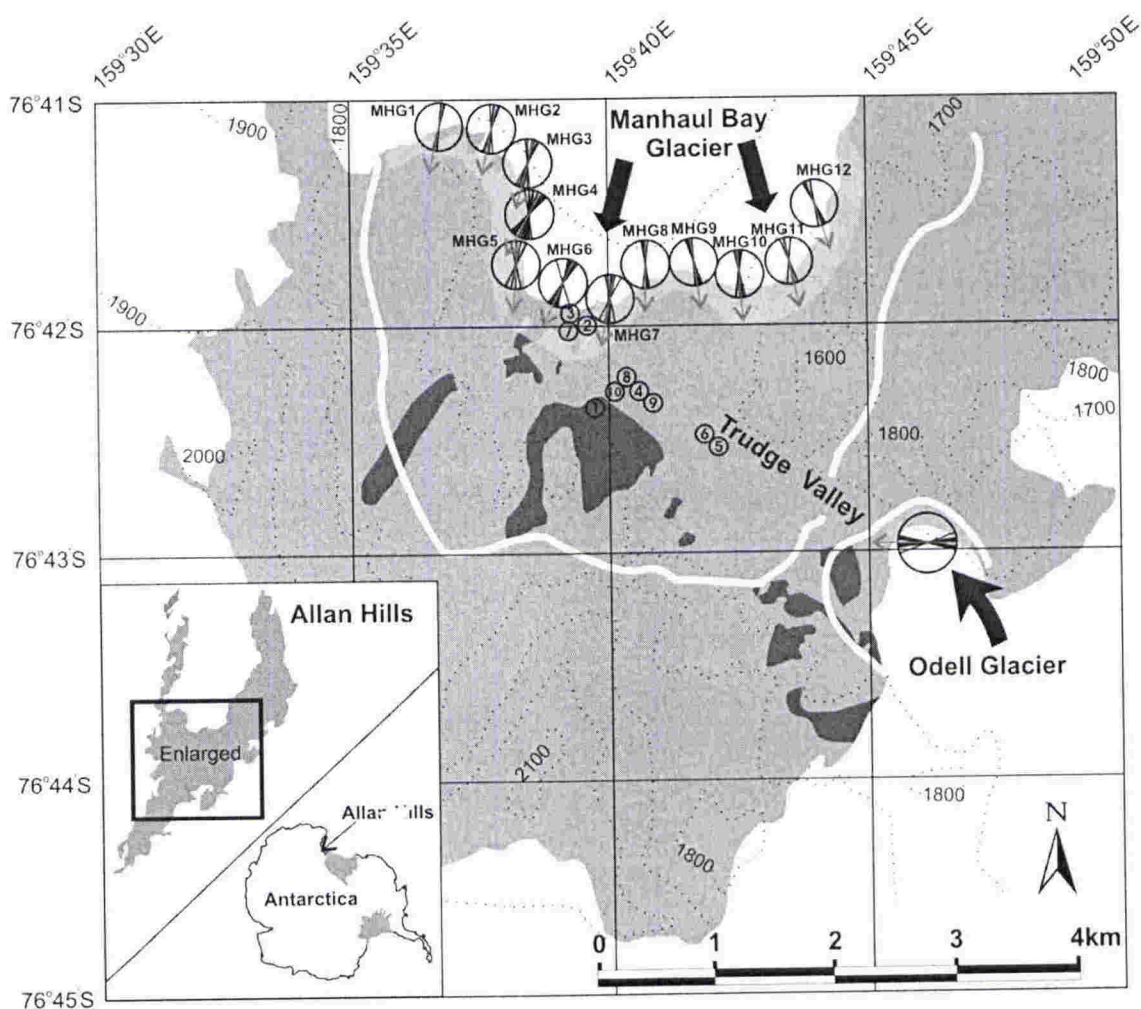 159°30'E
159°35'E
159°40'E
159°45'E
159°50'E
76°41'S
76°42'S
76°43'S
76°44'S
76°45'S
1900
1800
MHG1
MHG2
MHG3
MHG4
MHG5
MHG6
MHG7
MHG8
MHG9
MHG10
MHG11
MHG12
Manhaul Bay
Glacier
1700
1900
3
2
7
1600
1800
1700
8
10
4
9
1
6
5
Trudge Valley
1800
2000
Odell Glacier
Allan Hills
Enlarged
Antarctica
2100
1800
1800
N
0
1
2
3
4km